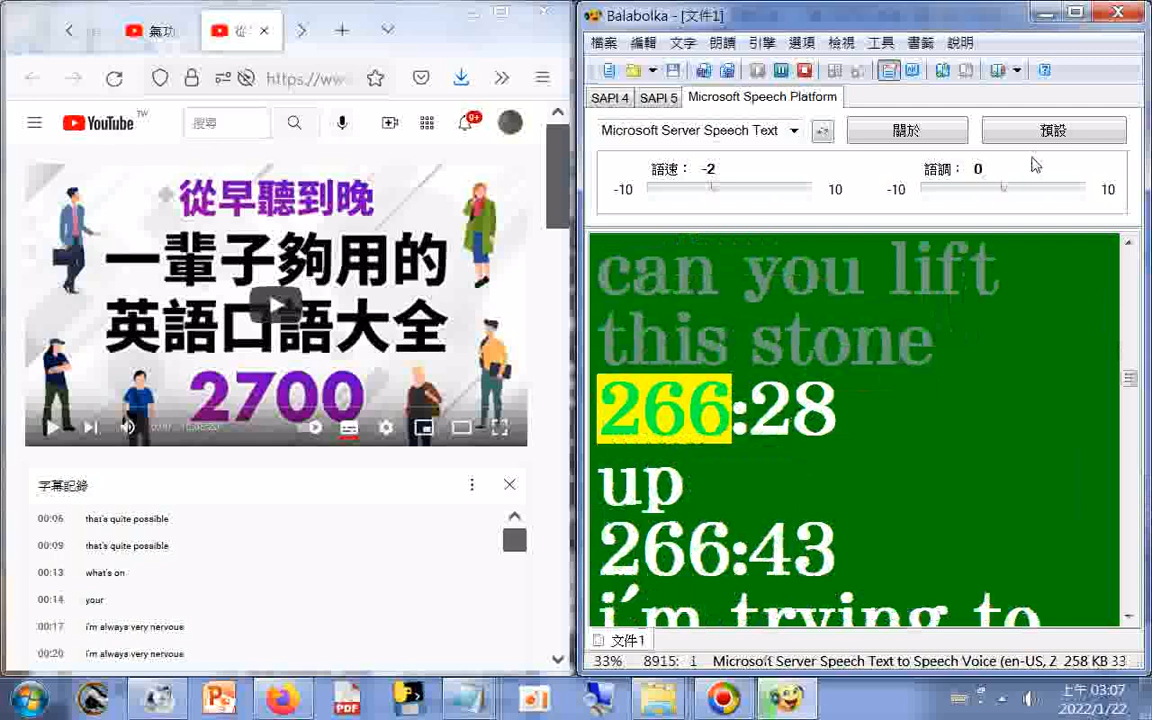 氣功
從
https://www
YouTube TW
搜尋
9+
從早聽到晚
一輩子夠用的
英語口語大全
2700
字幕記錄
00:06 that's quite possible
00:09 that's quite possible
00:13 what's on
00:14 your
00:17 i'm always very nervous
00:20 i'm always very nervous
Balabolka - [文件1]
檔案 編輯 文字 朗讀 引擎 選項 檢視 工具 書籤 說明
SAPI 4 SAPI 5 Microsoft Speech Platform
Microsoft Server Speech Text 關於 預設
語速： -2 語調： 0
-10 10 -10 10
can you lift
this stone
266:28
up
266:43
i'm trying to
文件1
33% 8915: 1 Microsoft Server Speech Text to Speech Voice (en-US, Z 258 KB 33
PDF
上午 03:07
2022/1/22